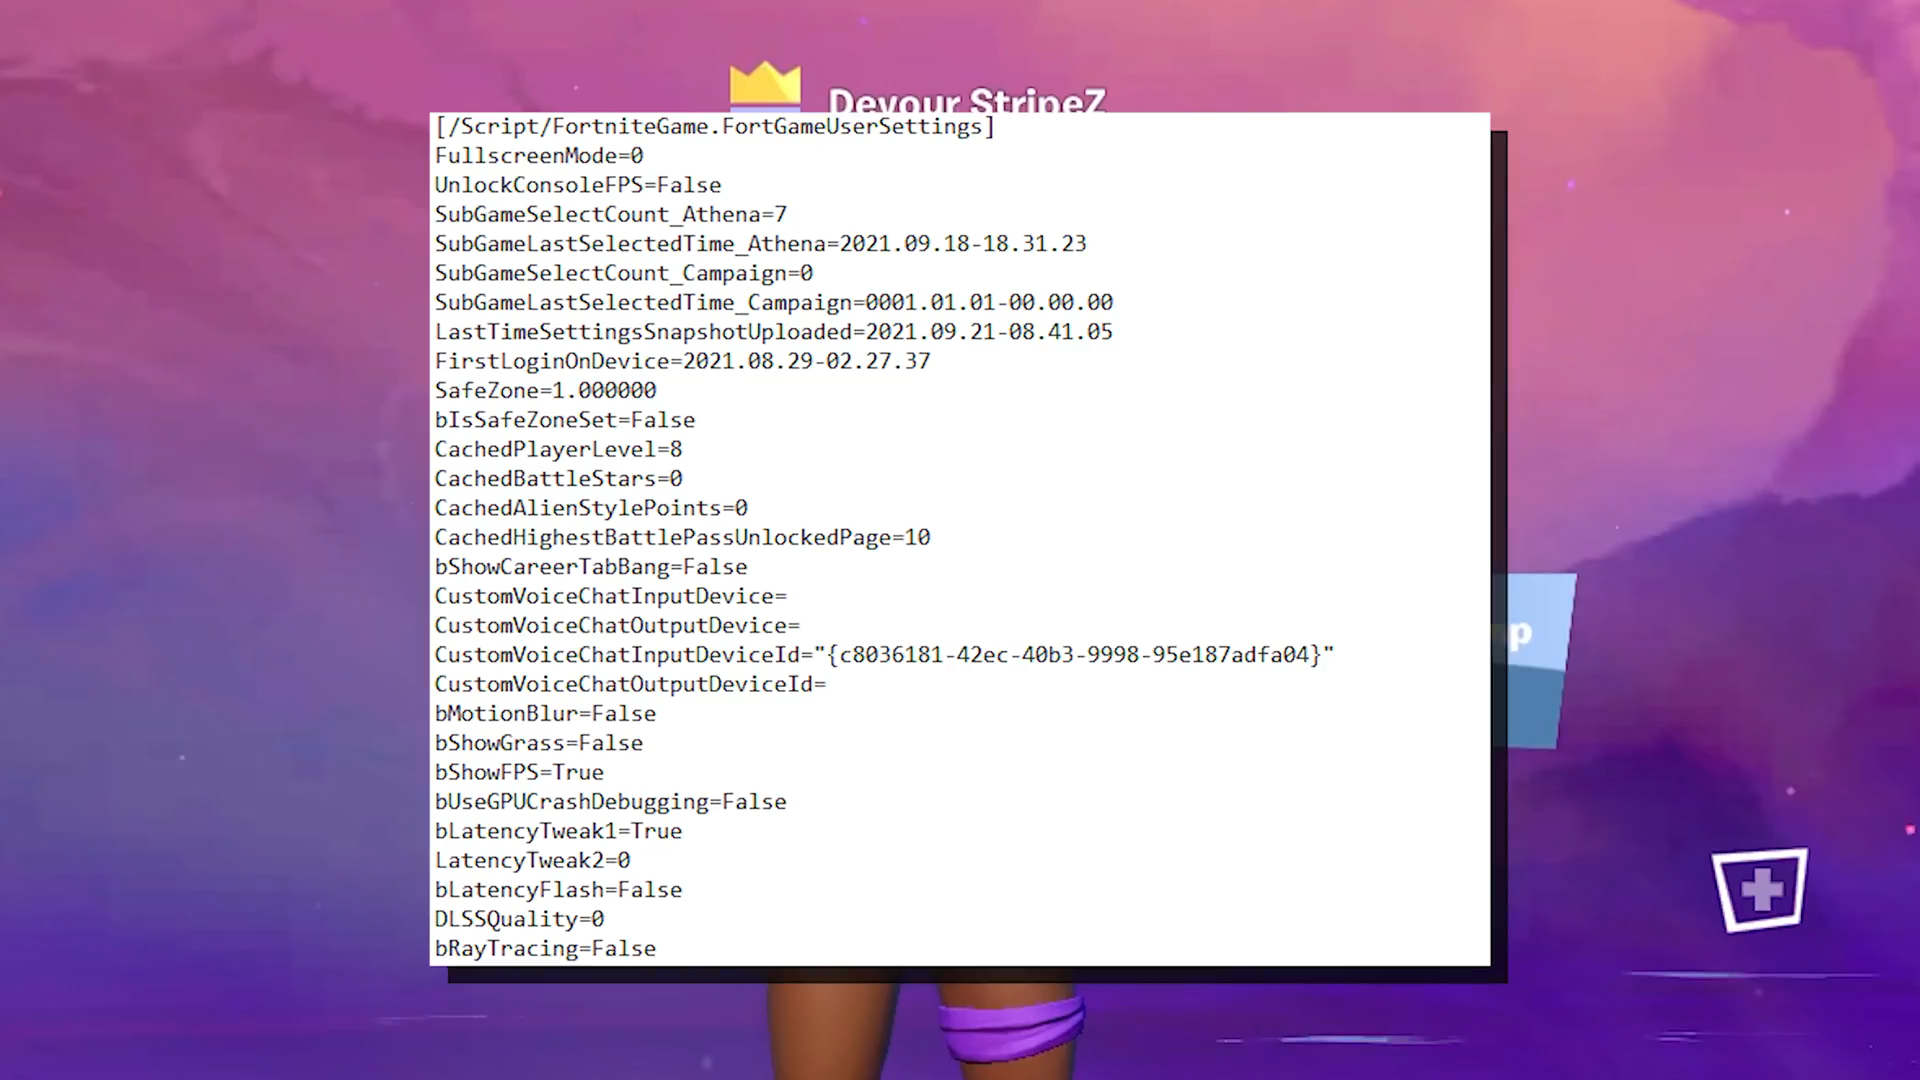 Devour StripeZ
[/Script/FortniteGame.FortGameUserSettings]
FullscreenMode=0
UnlockConsoleFPS=False
SubGameSelectCount_Athena=7
SubGameLastSelectedTime_Athena=2021.09.18-18.31.23
SubGameSelectCount_Campaign=0
SubGameLastSelectedTime_Campaign=0001.01.01-00.00.00
LastTimeSettingsSnapshotUploaded=2021.09.21-08.41.05
FirstLoginOnDevice=2021.08.29-02.27.37
SafeZone=1.000000
bIsSafeZoneSet=False
CachedPlayerLevel=8
CachedBattleStars=0
CachedAlienStylePoints=0
CachedHighestBattlePassUnlockedPage=10
bShowCareerTabBang=False
CustomVoiceChatInputDevice=
CustomVoiceChatOutputDevice=
CustomVoiceChatInputDeviceId="{c8036181-42ec-40b3-9998-95e187adfa04}"
CustomVoiceChatOutputDeviceId=
bMotionBlur=False
bShowGrass=False
bShowFPS=True
bUseGPUCrashDebugging=False
bLatencyTweak1=True
LatencyTweak2=0
bLatencyFlash=False
DLSSQuality=0
bRayTracing=False